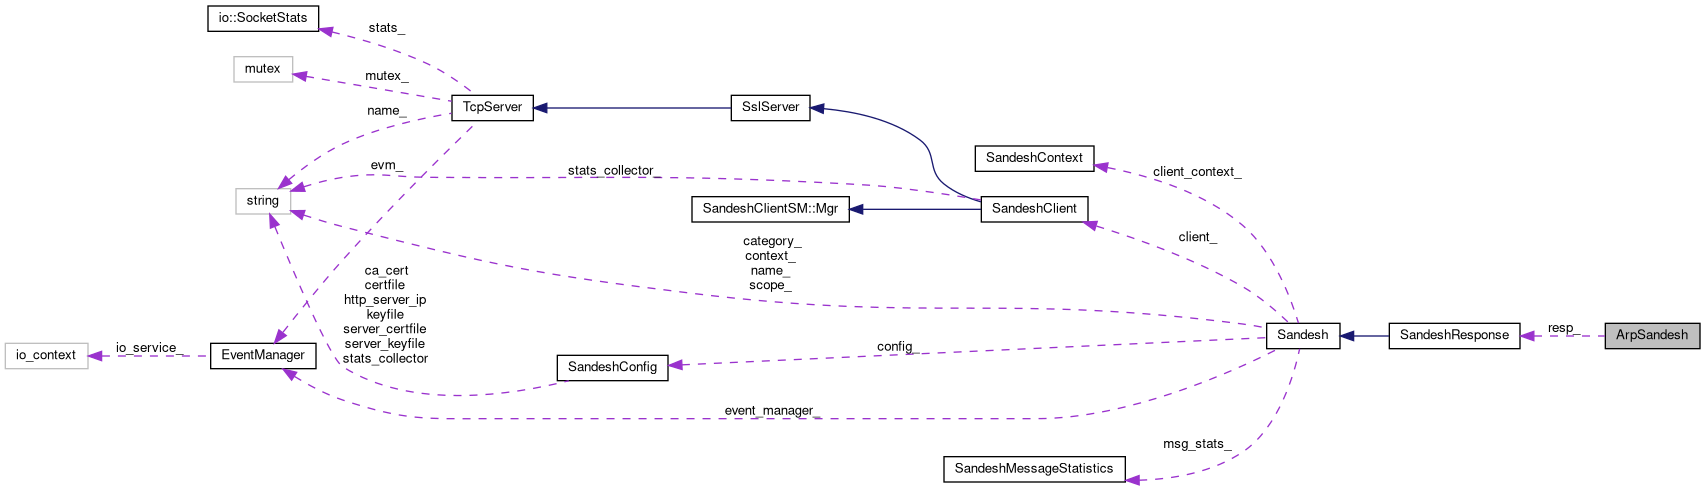 io::SocketStats
stats_
mutex
mutex_
TcpServer
SslServer
name_
SandeshContext
evm_
stats_collector_
client_context_
string
SandeshClientSM::Mgr
SandeshClient
category_
context_
name_
scope_
client_
ca_cert
certfile
http_server_ip
keyfile
server_certfile
server_keyfile
stats_collector
io_context
io_service_
EventManager
SandeshConfig
config_
Sandesh
SandeshResponse
resp_
ArpSandesh
event_manager_
msg_stats_
SandeshMessageStatistics